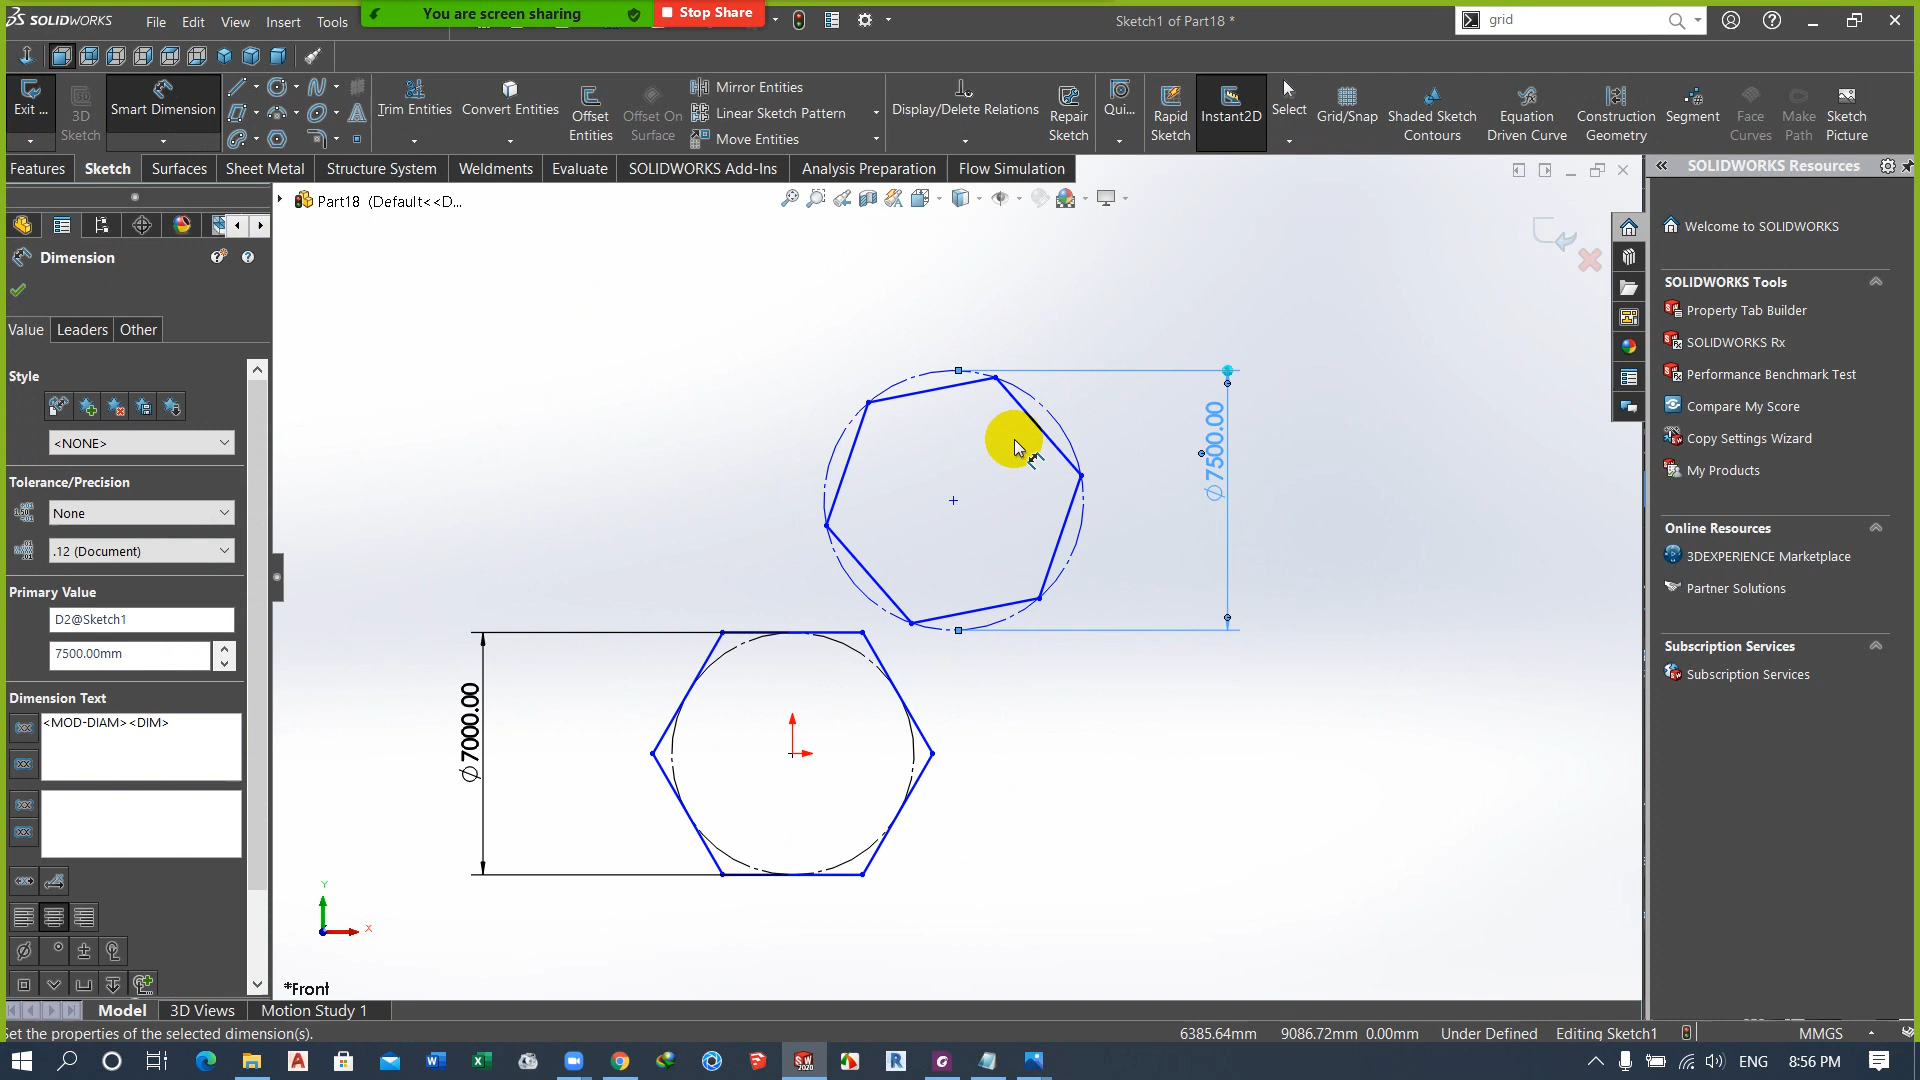 SOLIDWORKS File Edit View Insert Tools
You are screen sharing Stop Share
Sketch1 of Part18 *
grid
Exit ...
3D Sketch
Smart Dimension
Trim Entities
Convert Entities
Offset Entities
Offset On Surface
Mirror Entities
Linear Sketch Pattern
Move Entities
Display/Delete Relations
Repair Sketch
Qui...
Rapid Sketch
Instant2D
Select
Grid/Snap
Shaded Sketch Contours
Equation Driven Curve
Construction Geometry
Segment
Face Curves
Make Path
Sketch Picture
Features Sketch Surfaces Sheet Metal Structure System Weldments Evaluate SOLIDWORKS Add-Ins Analysis Preparation Flow Simulation
SOLIDWORKS Resources
Part18 (Default<<D...
Dimension
Value Leaders Other
Style
<NONE>
Tolerance/Precision
None
.12 (Document)
Primary Value
D2@Sketch1
7500.00mm
Dimension Text
<MOD-DIAM><DIM>
∅7500.00
∅7000.00
Y
X
*Front
Welcome to SOLIDWORKS
SOLIDWORKS Tools
Property Tab Builder
SOLIDWORKS Rx
Performance Benchmark Test
Compare My Score
Copy Settings Wizard
My Products
Online Resources
3DEXPERIENCE Marketplace
Partner Solutions
Subscription Services
Subscription Services
Model 3D Views Motion Study 1
Set the properties of the selected dimension(s).
6385.64mm 9086.72mm 0.00mm Under Defined Editing Sketch1 MMGS
ENG 8:56 PM